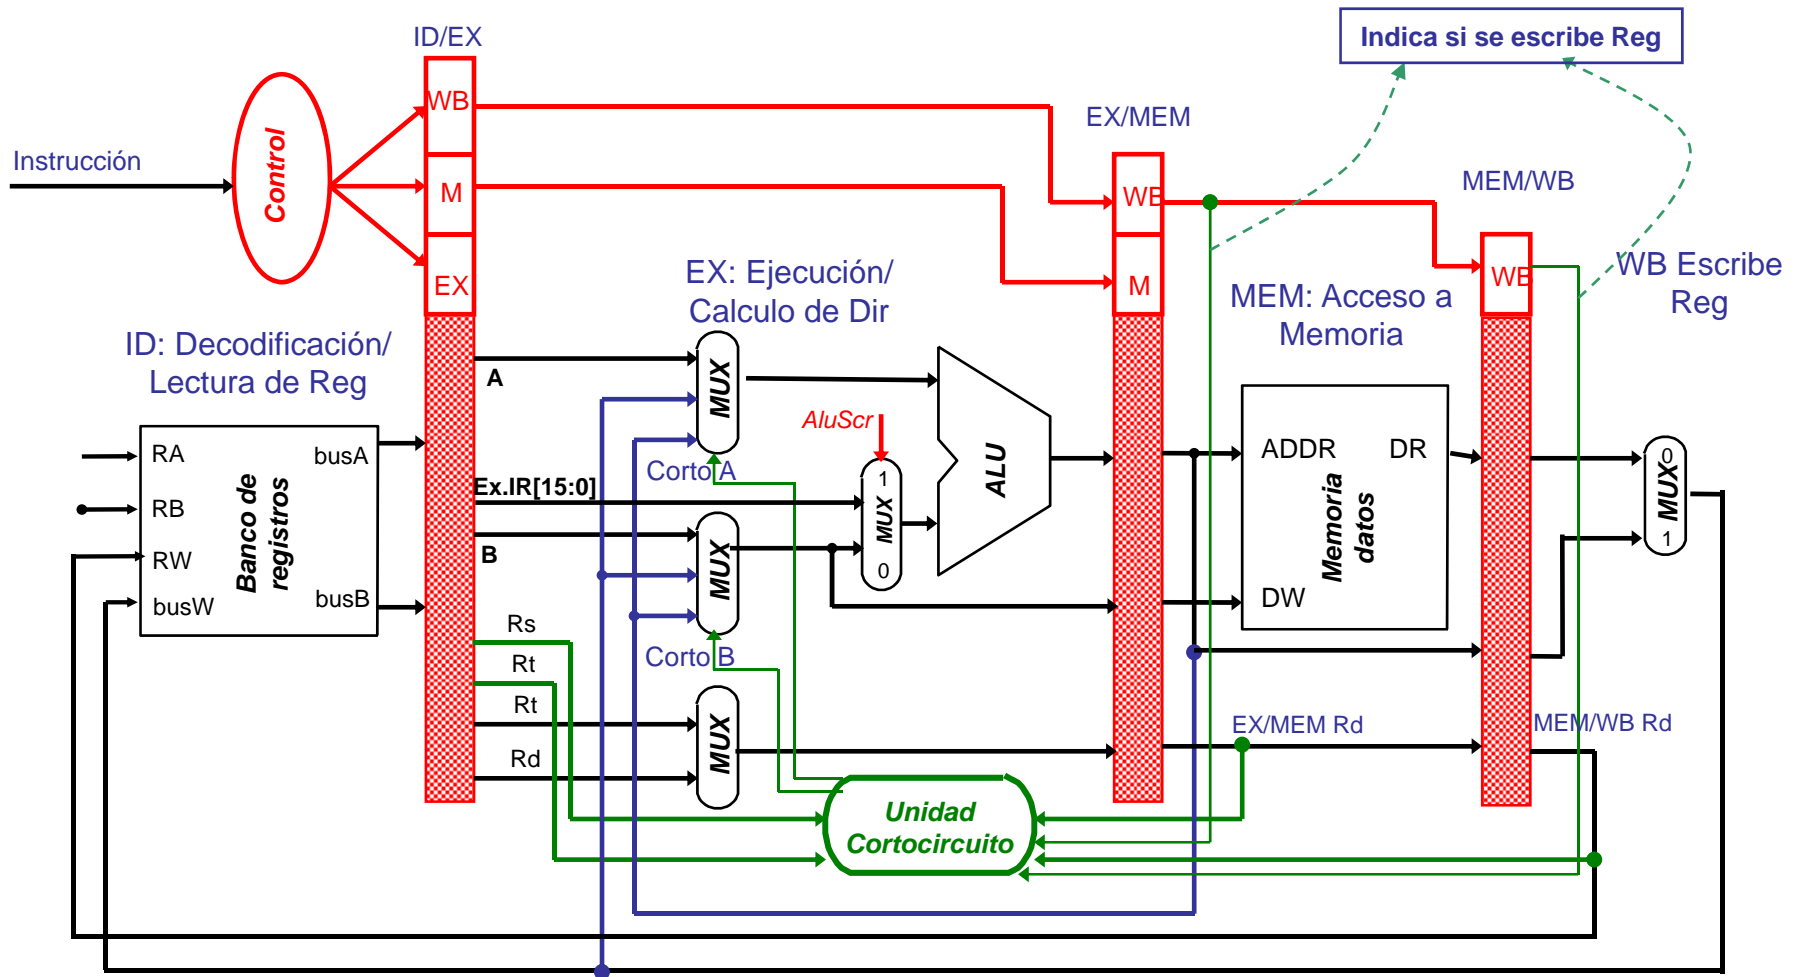 ID/EX
Indica si se escribe Reg
WB
EX/MEM
Instrucción
Control
M
WB
MEM/WB
EX
EX: Ejecución/
Calculo de Dir
M
MEM: Acceso a
Memoria
WB
WB Escribe
Reg
ID: Decodificación/
Lectura de Reg
A
MUX
AluScr
RA
busA
Corto A
ALU
ADDR
DR
0
MUX
1
Ex.IR[15:0]
1
MUX
0
RB
Banco de
registros
B
MUX
Memoria
datos
RW
busW
busB
DW
Rs
Corto B
Rt
Rt
MUX
Rd
EX/MEM Rd
MEM/WB Rd
Unidad
Cortocircuito